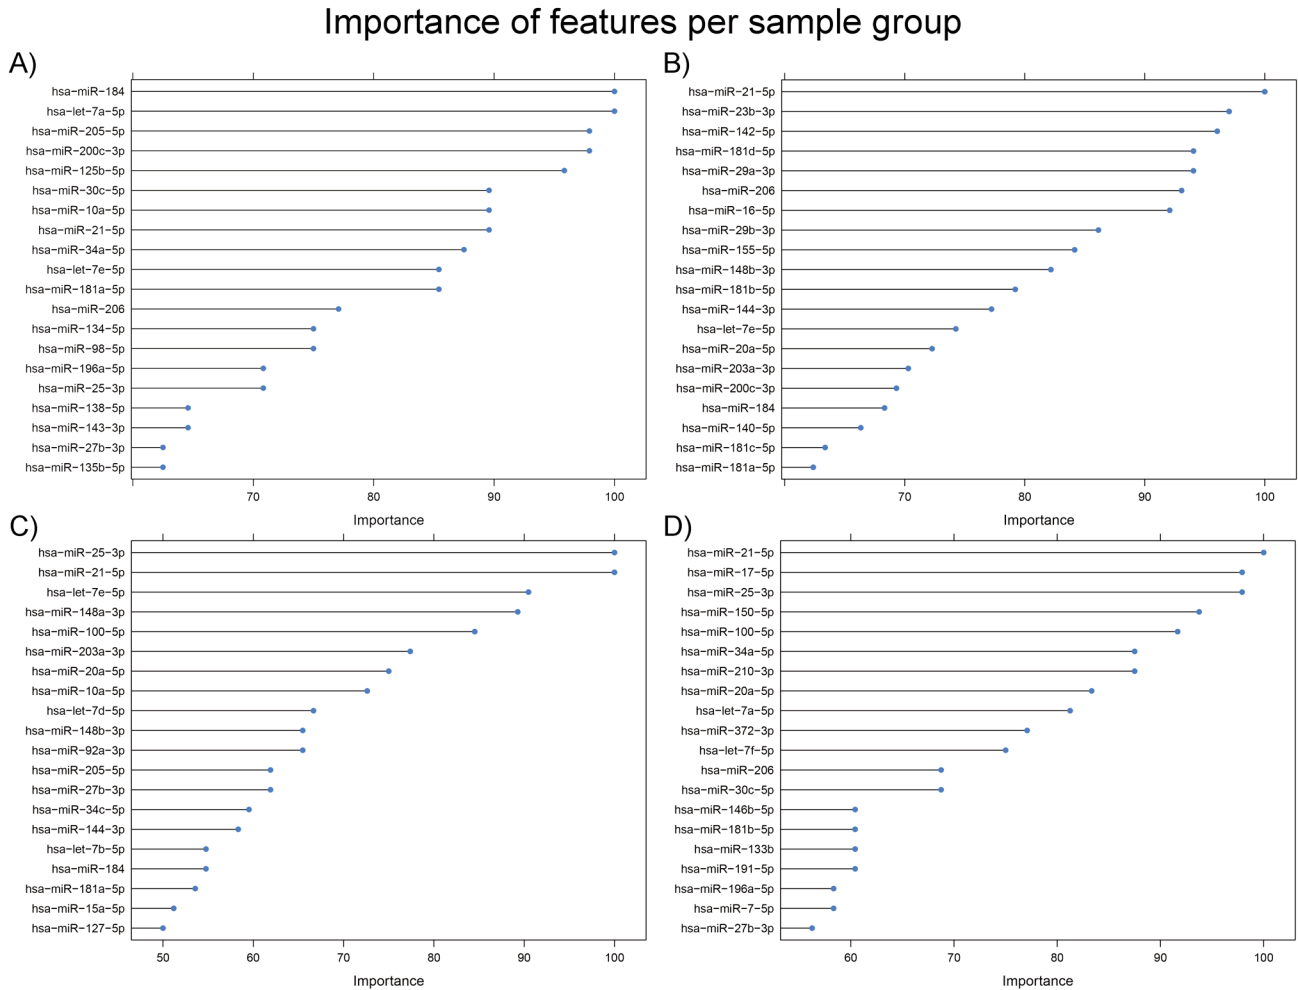 Importance of features per sample group
A)
hsa−miR−184
hsa−let−7a−5p
hsa−miR−205−5p
hsa−miR−200c−3p
hsa−miR−125b−5p
hsa−miR−30c−5p
hsa−miR−10a−5p
hsa−miR−21−5p
hsa−miR−34a−5p
hsa−let−7e−5p
hsa−miR−181a−5p
hsa−miR−206
hsa−miR−134−5p
hsa−miR−98−5p
hsa−miR−196a−5p
hsa−miR−25−3p
hsa−miR−138−5p
hsa−miR−143−3p
hsa−miR−27b−3p
hsa−miR−135b−5p
70 80 90 100
Importance
B)
hsa−miR−21−5p
hsa−miR−23b−3p
hsa−miR−142−5p
hsa−miR−181d−5p
hsa−miR−29a−3p
hsa−miR−206
hsa−miR−16−5p
hsa−miR−29b−3p
hsa−miR−155−5p
hsa−miR−148b−3p
hsa−miR−181b−5p
hsa−miR−144−3p
hsa−let−7e−5p
hsa−miR−20a−5p
hsa−miR−203a−3p
hsa−miR−200c−3p
hsa−miR−184
hsa−miR−140−5p
hsa−miR−181c−5p
hsa−miR−181a−5p
70 80 90 100
Importance
C)
hsa−miR−25−3p
hsa−miR−21−5p
hsa−let−7e−5p
hsa−miR−148a−3p
hsa−miR−100−5p
hsa−miR−203a−3p
hsa−miR−20a−5p
hsa−miR−10a−5p
hsa−let−7d−5p
hsa−miR−148b−3p
hsa−miR−92a−3p
hsa−miR−205−5p
hsa−miR−27b−3p
hsa−miR−34c−5p
hsa−miR−144−3p
hsa−let−7b−5p
hsa−miR−184
hsa−miR−181a−5p
hsa−miR−15a−5p
hsa−miR−127−5p
50 60 70 80 90 100
Importance
D)
hsa−miR−21−5p
hsa−miR−17−5p
hsa−miR−25−3p
hsa−miR−150−5p
hsa−miR−100−5p
hsa−miR−34a−5p
hsa−miR−210−3p
hsa−miR−20a−5p
hsa−let−7a−5p
hsa−miR−372−3p
hsa−let−7f−5p
hsa−miR−206
hsa−miR−30c−5p
hsa−miR−146b−5p
hsa−miR−181b−5p
hsa−miR−133b
hsa−miR−191−5p
hsa−miR−196a−5p
hsa−miR−7−5p
hsa−miR−27b−3p
60 70 80 90 100
Importance